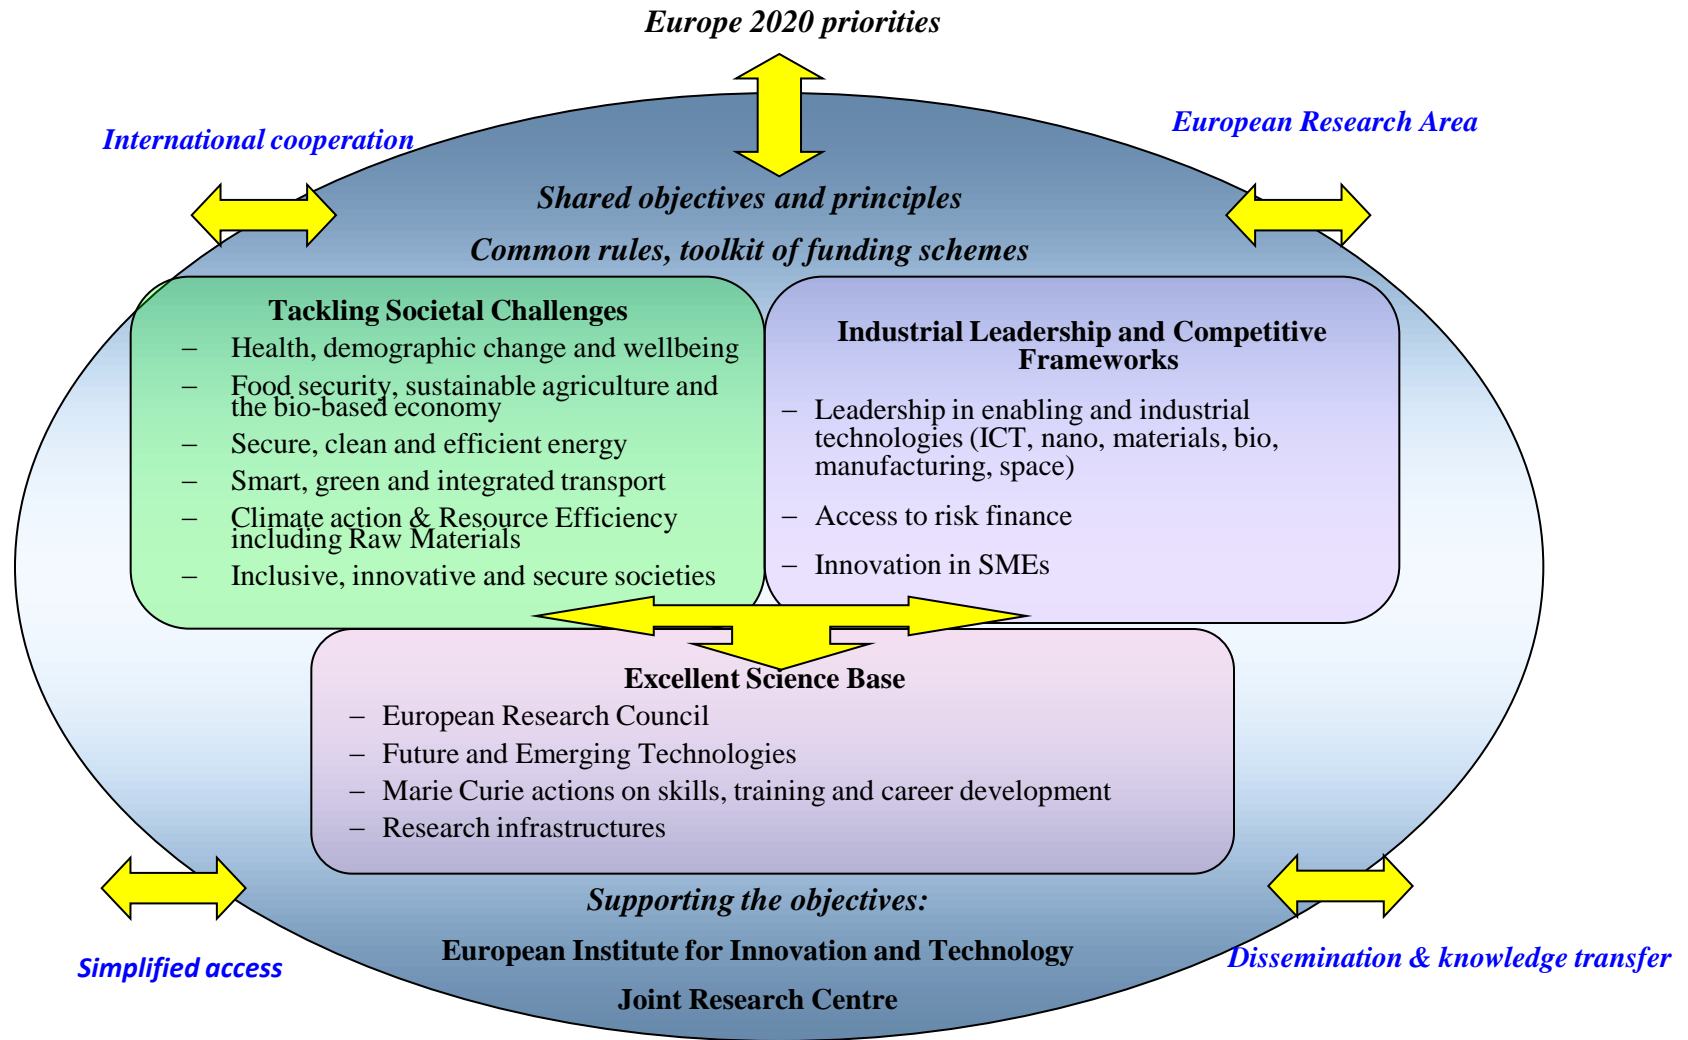 Europe 2020 priorities
International cooperation
European Research Area
Shared objectives and principles
Common rules, toolkit of funding schemes
Tackling Societal Challenges
– Health, demographic change and wellbeing
– Food security, sustainable agriculture and
the bio-based economy
– Secure, clean and efficient energy
– Smart, green and integrated transport
– Climate action & Resource Efficiency
including Raw Materials
– Inclusive, innovative and secure societies
Industrial Leadership and Competitive
Frameworks
– Leadership in enabling and industrial
technologies (ICT, nano, materials, bio,
manufacturing, space)
– Access to risk finance
– Innovation in SMEs
Excellent Science Base
– European Research Council
– Future and Emerging Technologies
– Marie Curie actions on skills, training and career development
– Research infrastructures
Supporting the objectives:
European Institute for Innovation and Technology
Joint Research Centre
Simplified access
Dissemination & knowledge transfer